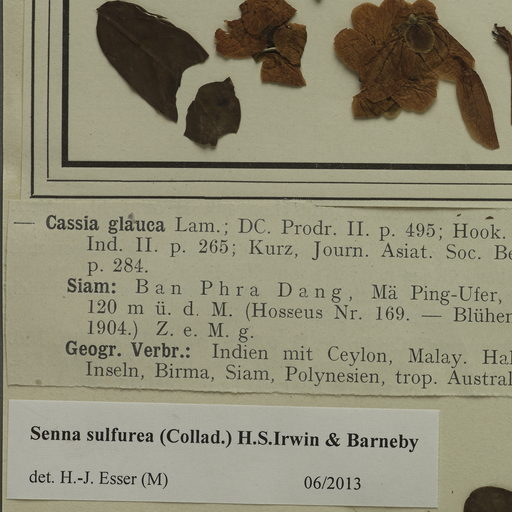 — Cassia glauca Lam.; DC. Prodr. II. p. 495; Hook.
Ind. II. p. 265; Kurz, Journ. Asiat. Soc. Be
p. 284.
Siam: Ban Phra Dang, Mä Ping-Ufer,
120 m ü. d. M. (Hosseus Nr. 169. — Blühen
1904.) Z. e. M. g.
Geogr. Verbr.: Indien mit Ceylon, Malay. Hal
Inseln, Birma, Siam, Polynesien, trop. Austral
Senna sulfurea (Collad.) H.S.Irwin & Barneby
det. H.-J. Esser (M) 06/2013